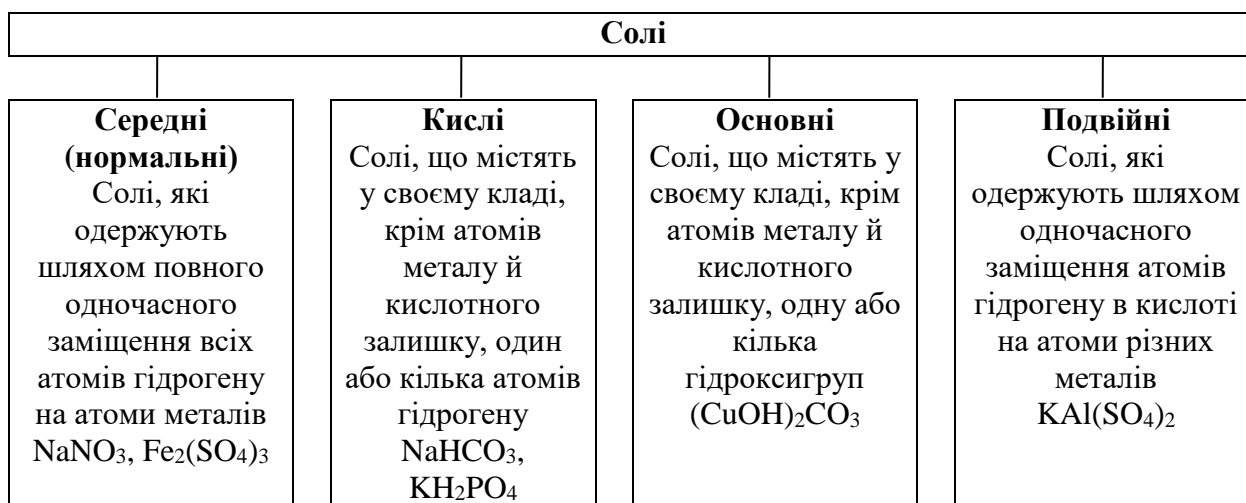 Солі
Середні
(нормальні)
Солі, які
одержують
шляхом повного
одночасного
заміщення всіх
атомів гідрогену
на атоми металів
NaNO₃, Fe₂(SO₄)₃
Кислі
Солі, що містять
у своєму кладі,
крім атомів
металу й
кислотного
залишку, один
або кілька атомів
гідрогену
NaHCO₃,
KH₂PO₄
Основні
Солі, що містять у
своєму кладі, крім
атомів металу й
кислотного
залишку, одну або
кілька
гідроксигруп
(CuOH)₂CO₃
Подвійні
Солі, які
одержують шляхом
одночасного
заміщення атомів
гідрогену в кислоті
на атоми різних
металів
KAl(SO₄)₂